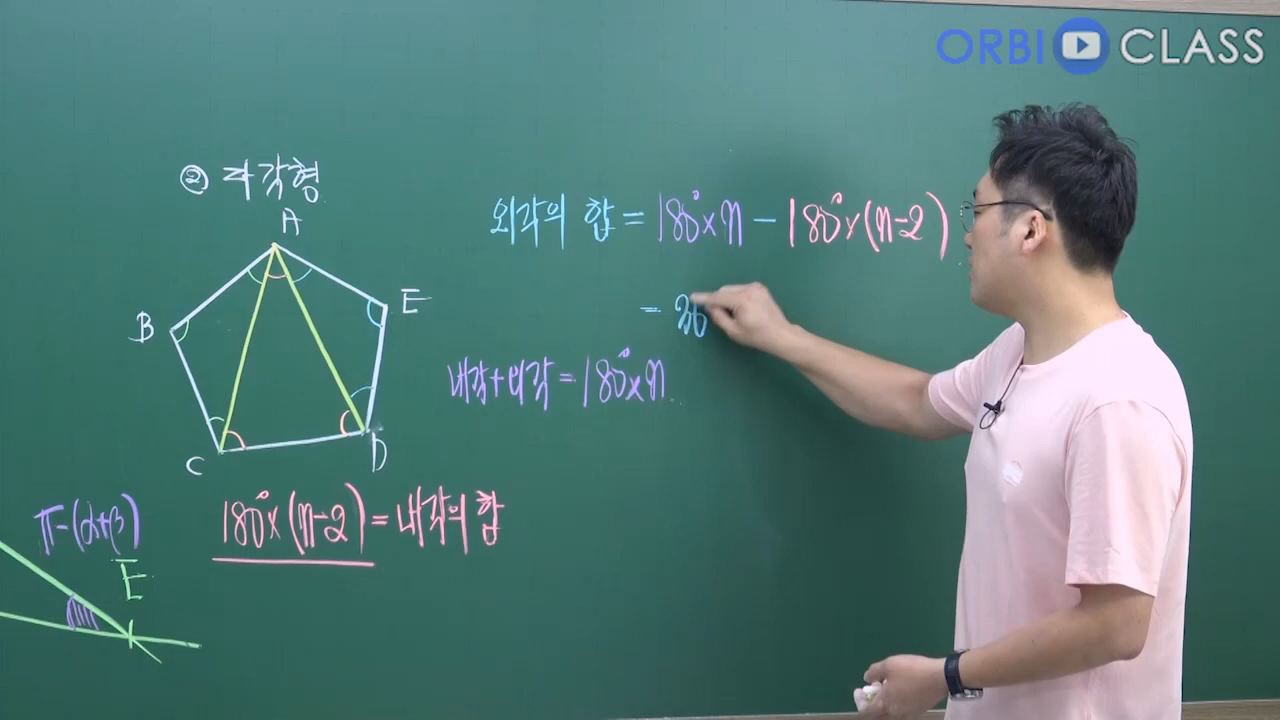 ORBI CLASS
② 다각형
A
B
E
C
D
외각의 합 = 180°×n - 180°×(n-2)
= 36
내각+외각 = 180°×n
180°×(n-2) = 내각의 합
π-(α+β)
E